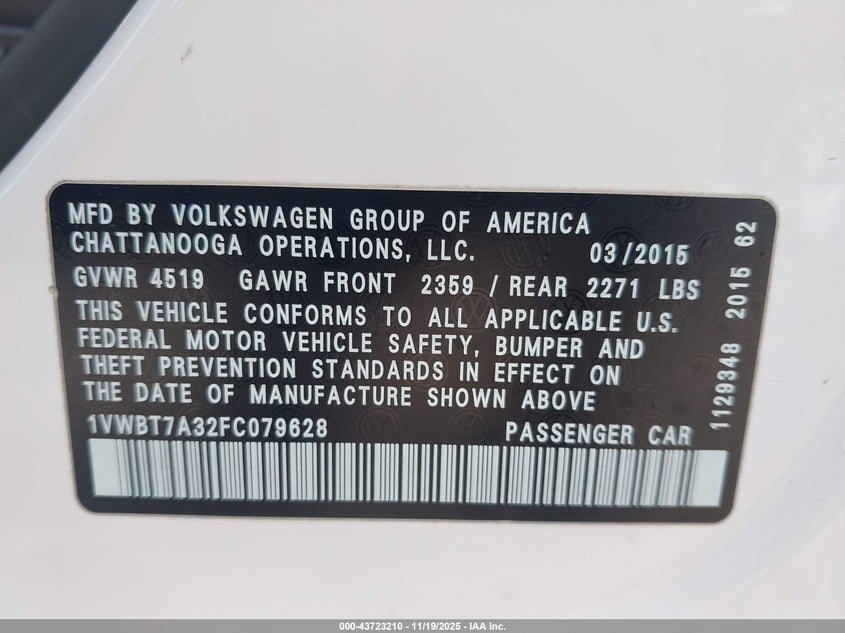 MFD BY VOLKSWAGEN GROUP OF AMERICA
CHATTANOOGA OPERATIONS, LLC. 03/2015
GVWR 4519 GAWR FRONT 2359 / REAR 2271 LBS
THIS VEHICLE CONFORMS TO ALL APPLICABLE U.S.
FEDERAL MOTOR VEHICLE SAFETY, BUMPER AND
THEFT PREVENTION STANDARDS IN EFFECT ON
THE DATE OF MANUFACTURE SHOWN ABOVE
1VWBT7A32FC079628 PASSENGER CAR
1129348 2015 62
000-43723210 - 11/19/2025 - IAA Inc.